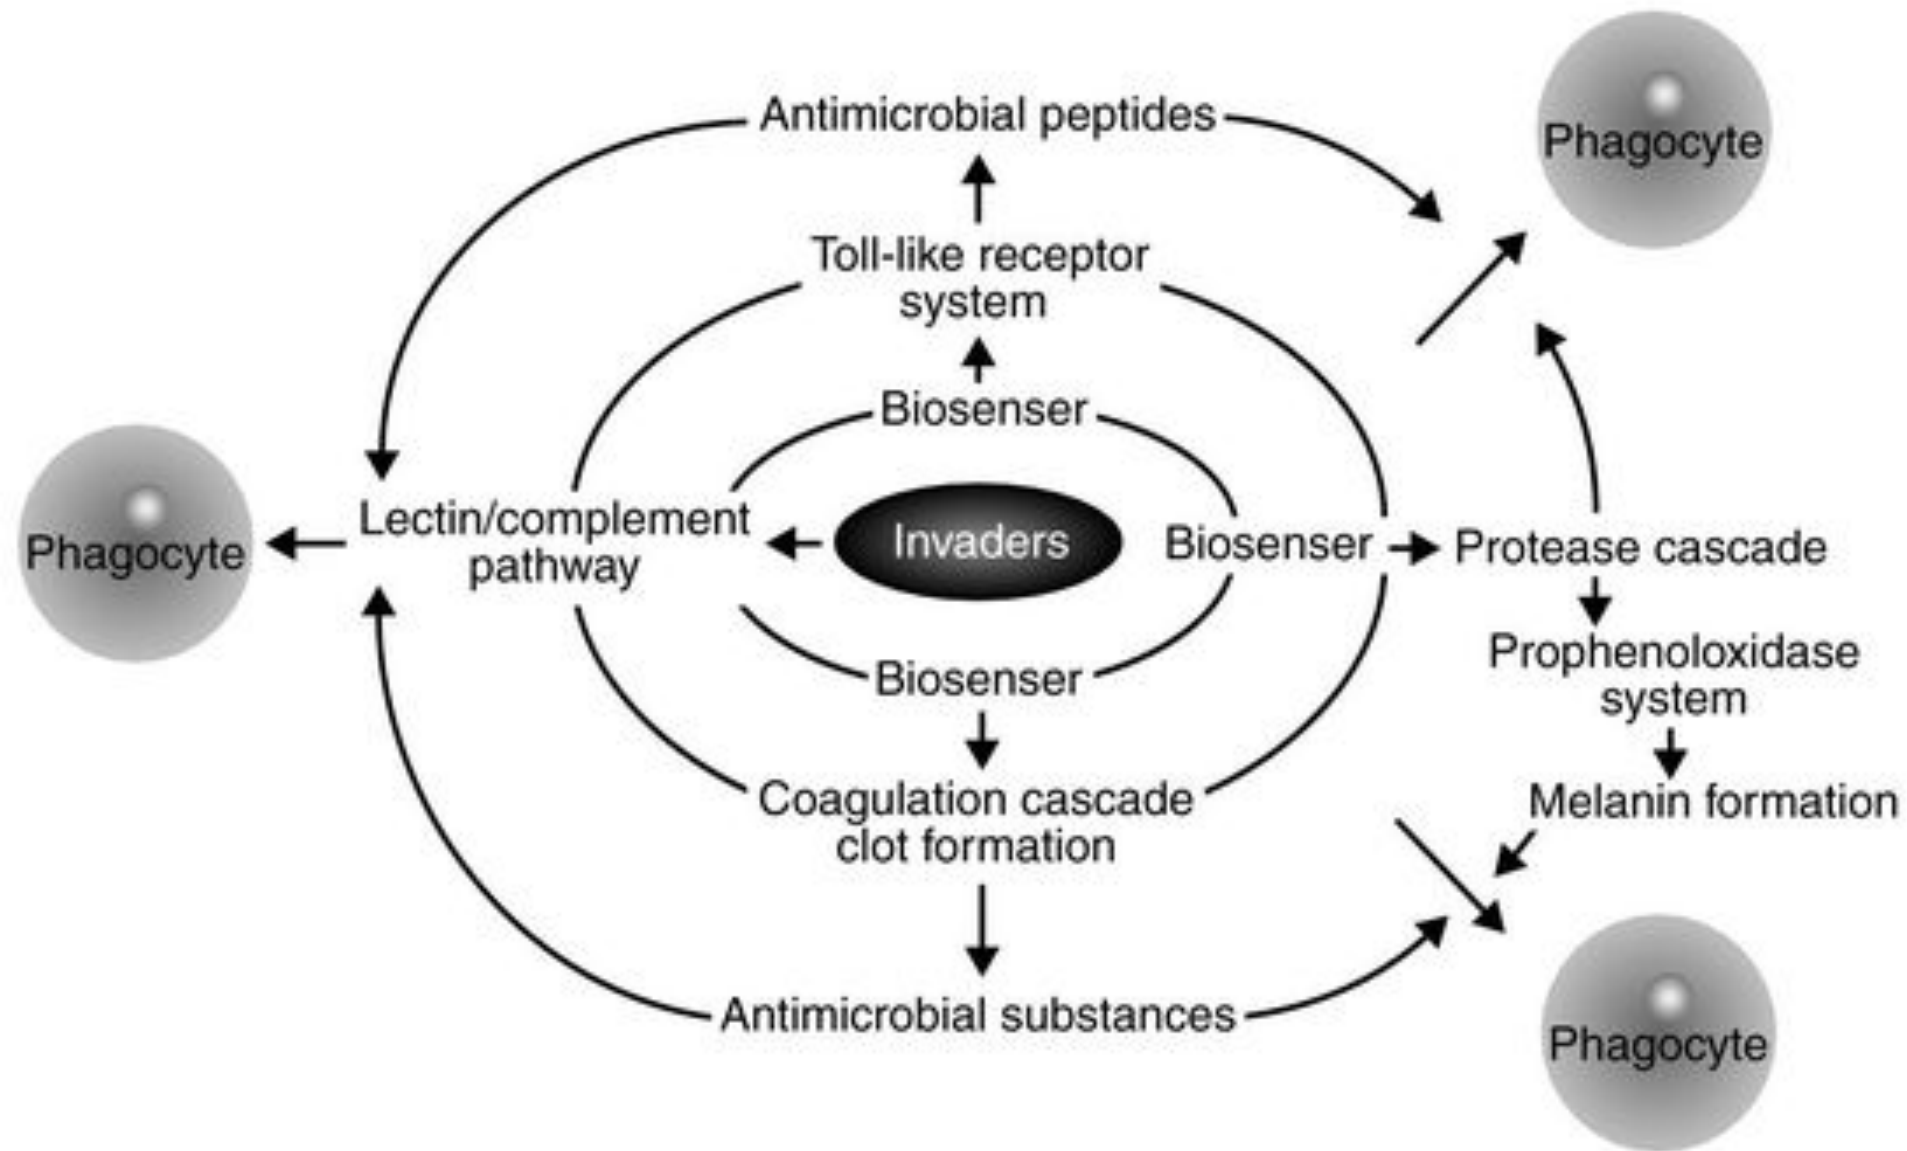 Antimicrobial peptides
Phagocyte
Toll-like receptor
system
Biosenser
Phagocyte
Lectin/complement
pathway
Invaders
Biosenser
Protease cascade
Prophenoloxidase
system
Biosenser
Melanin formation
Coagulation cascade
clot formation
Antimicrobial substances
Phagocyte